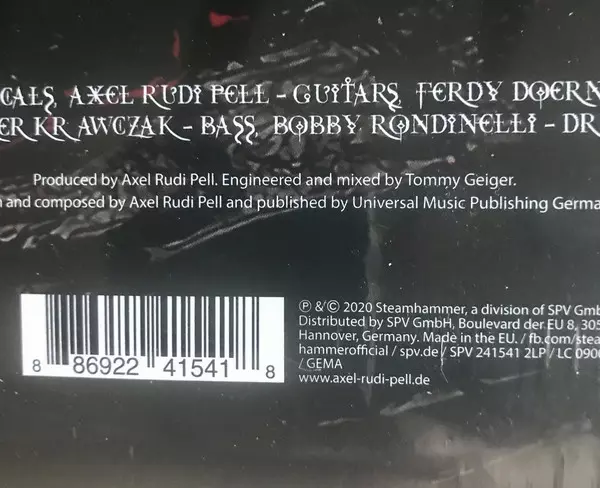 CALS, AXEL RUDI PELL – GUITARS, FERDY DOERN
ER KRAWCZAK – BASS, BOBBY RONDINELLI – DR
Produced by Axel Rudi Pell. Engineered and mixed by Tommy Geiger.
n and composed by Axel Rudi Pell and published by Universal Music Publishing Germa
℗ & © 2020 Steamhammer, a division of SPV Gmb
Distributed by SPV GmbH, Boulevard der EU 8, 305
Hannover, Germany. Made in the EU. / fb.com/stea
hammerofficial / spv.de / SPV 241541 2LP / LC 090
/ GEMA
www.axel-rudi-pell.de
8 86922 41541 8